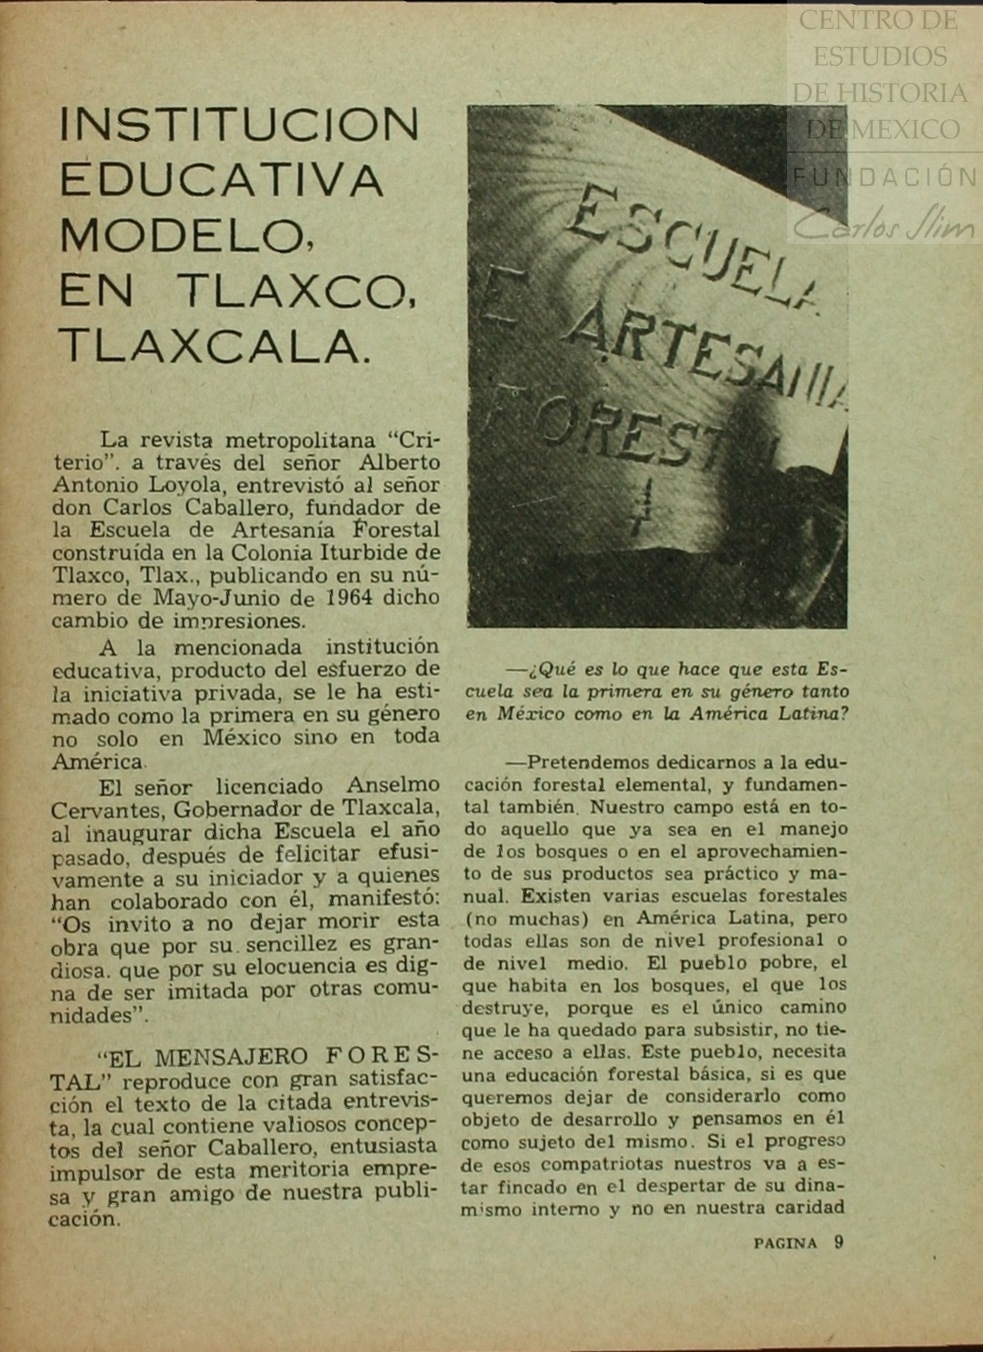 CENTRO DE
ESTUDIOS
DE HISTORIA
DE MEXICO
FUNDACIÓN
Carlos Slim
INSTITUCION
EDUCATIVA
MODELO,
EN TLAXCO,
TLAXCALA.
La revista metropolitana “Cri-
terio”. a través del señor Alberto
Antonio Loyola, entrevistó al señor
don Carlos Caballero, fundador de
la Escuela de Artesanía Forestal
construída en la Colonia Iturbide de
Tlaxco, Tlax., publicando en su nú-
mero de Mayo-Junio de 1964 dicho
cambio de impresiones.
A la mencionada institución
educativa, producto del esfuerzo de
la iniciativa privada, se le ha esti-
mado como la primera en su género
no solo en México sino en toda
América.
El señor licenciado Anselmo
Cervantes, Gobernador de Tlaxcala,
al inaugurar dicha Escuela el año
pasado, después de felicitar efusi-
vamente a su iniciador y a quienes
han colaborado con él, manifestó:
“Os invito a no dejar morir esta
obra que por su sencillez es gran-
diosa. que por su elocuencia es dig-
na de ser imitada por otras comu-
nidades”.
“EL MENSAJERO FORES-
TAL” reproduce con gran satisfac-
ción el texto de la citada entrevis-
ta, la cual contiene valiosos concep-
tos del señor Caballero, entusiasta
impulsor de esta meritoria empre-
sa y gran amigo de nuestra publi-
cación.
ESCUELA
E ARTESANIA
FOREST
—¿Qué es lo que hace que esta Es-
cuela sea la primera en su género tanto
en México como en la América Latina?
—Pretendemos dedicarnos a la edu-
cación forestal elemental, y fundamen-
tal también. Nuestro campo está en to-
do aquello que ya sea en el manejo
de los bosques o en el aprovechamien-
to de sus productos sea práctico y ma-
nual. Existen varias escuelas forestales
(no muchas) en América Latina, pero
todas ellas son de nivel profesional o
de nivel medio. El pueblo pobre, el
que habita en los bosques, el que los
destruye, porque es el único camino
que le ha quedado para subsistir, no tie-
ne acceso a ellas. Este pueblo, necesita
una educación forestal básica, si es que
queremos dejar de considerarlo como
objeto de desarrollo y pensamos en él
como sujeto del mismo. Si el progreso
de esos compatriotas nuestros va a es-
tar fincado en el despertar de su dina-
mismo interno y no en nuestra caridad
PAGINA 9